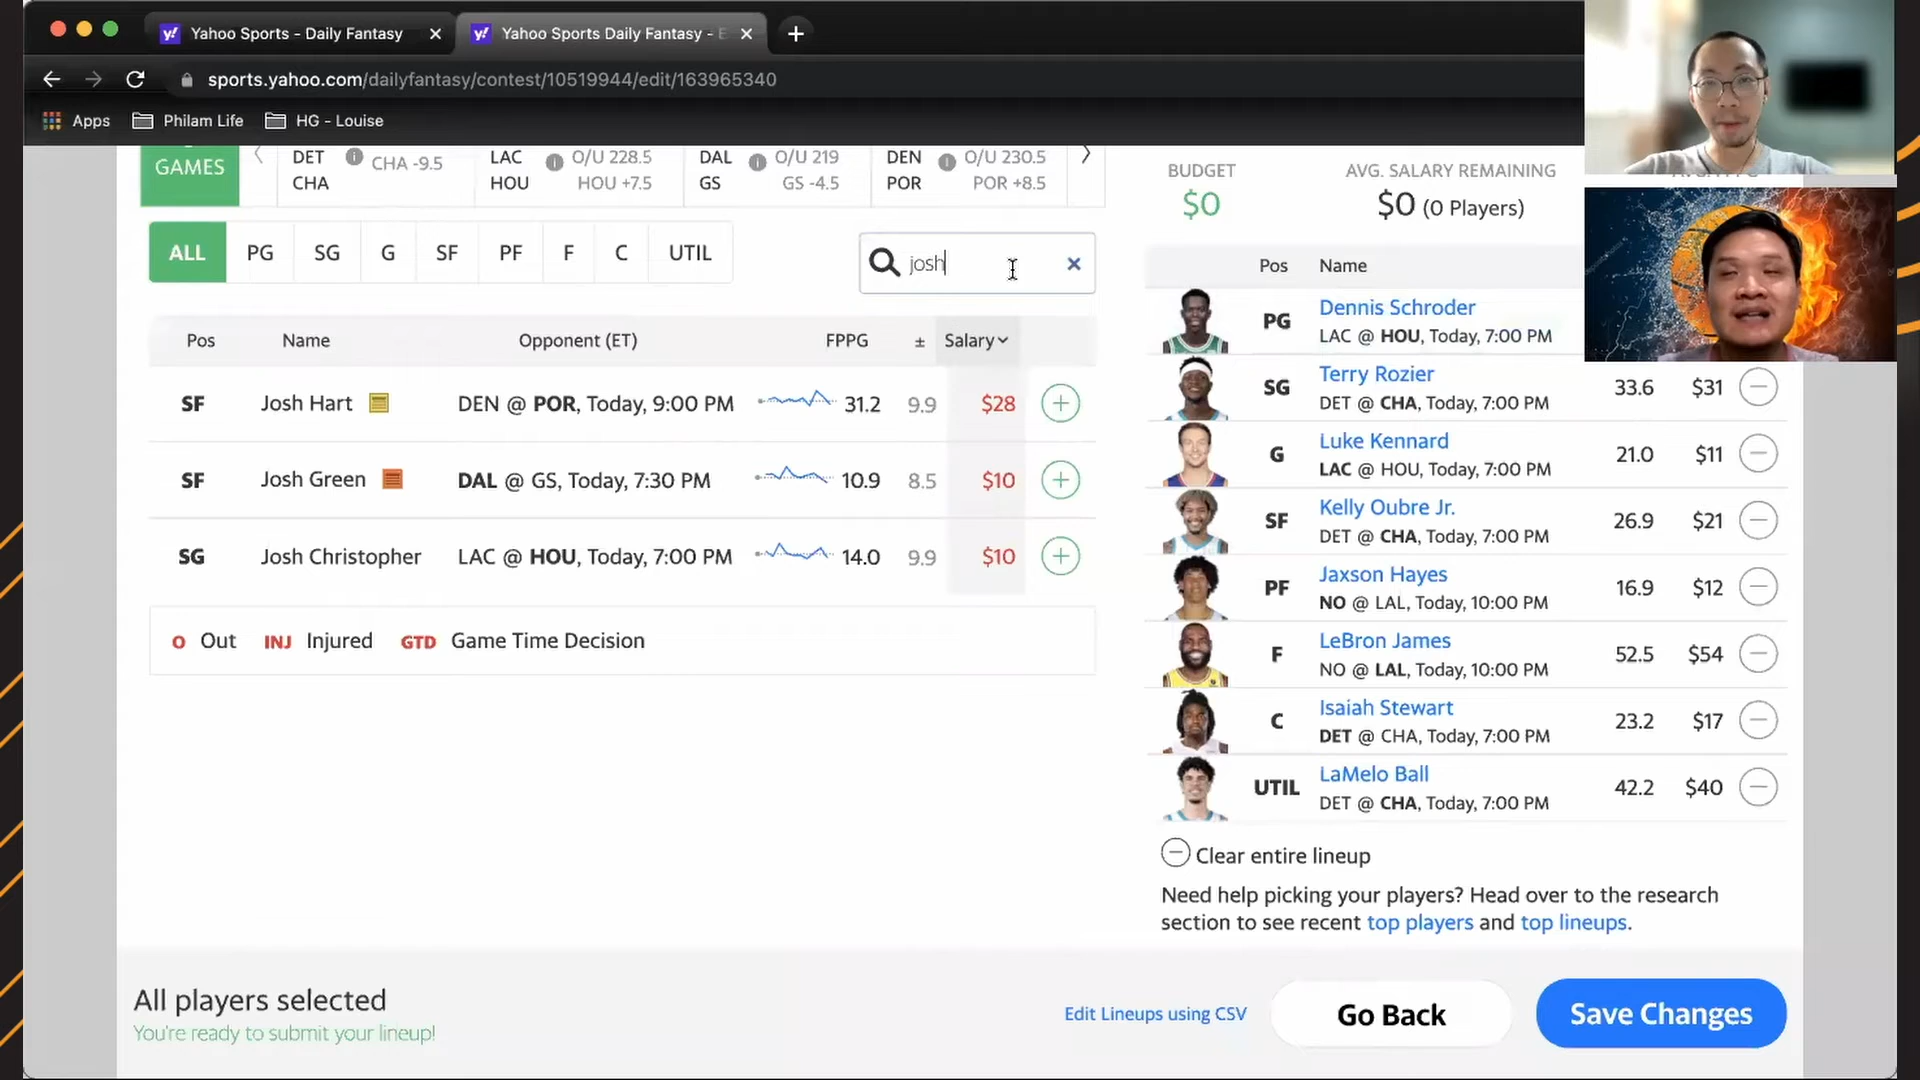 Yahoo Sports - Daily Fantasy
Yahoo Sports Daily Fantasy - E
sports.yahoo.com/dailyfantasy/contest/10519944/edit/163965340
Apps
Philam Life
HG - Louise
GAMES
DET
CHA
CHA -9.5
LAC
HOU
O/U 228.5
HOU +7.5
DAL
GS
O/U 219
GS -4.5
DEN
POR
O/U 230.5
POR +8.5
BUDGET
$0
AVG. SALARY REMAINING
$0 (0 Players)
ALL PG SG G SF PF F C UTIL
josh
Pos Name Opponent (ET) FPPG ± Salary
SF Josh Hart DEN @ POR, Today, 9:00 PM 31.2 9.9 $28
SF Josh Green DAL @ GS, Today, 7:30 PM 10.9 8.5 $10
SG Josh Christopher LAC @ HOU, Today, 7:00 PM 14.0 9.9 $10
O Out INJ Injured GTD Game Time Decision
Pos Name
PG Dennis Schroder
LAC @ HOU, Today, 7:00 PM
SG Terry Rozier 33.6 $31
DET @ CHA, Today, 7:00 PM
G Luke Kennard 21.0 $11
LAC @ HOU, Today, 7:00 PM
SF Kelly Oubre Jr. 26.9 $21
DET @ CHA, Today, 7:00 PM
PF Jaxson Hayes 16.9 $12
NO @ LAL, Today, 10:00 PM
F LeBron James 52.5 $54
NO @ LAL, Today, 10:00 PM
C Isaiah Stewart 23.2 $17
DET @ CHA, Today, 7:00 PM
UTIL LaMelo Ball 42.2 $40
DET @ CHA, Today, 7:00 PM
Clear entire lineup
Need help picking your players? Head over to the research
section to see recent top players and top lineups.
All players selected
You're ready to submit your lineup!
Edit Lineups using CSV
Go Back
Save Changes